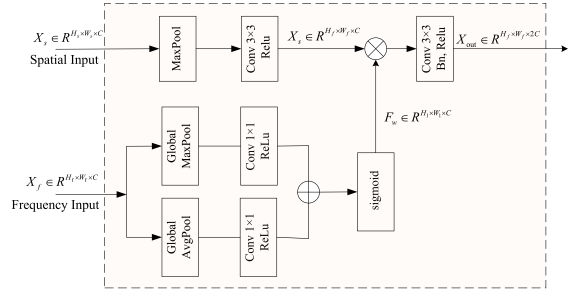 X_s ∈ R^{H_s×W_s×C}
Spatial Input
MaxPool
Conv 3×3
Relu
X_s ∈ R^{H_f×W_f×C}
Conv 3×3
Bn, Relu
X_out ∈ R^{H_f×W_f×2C}
F_w ∈ R^{H_f×W_f×C}
Global
MaxPool
Conv 1×1
ReLu
X_f ∈ R^{H_f×W_f×C}
Frequency Input
Global
AvgPool
Conv 1×1
ReLu
sigmoid